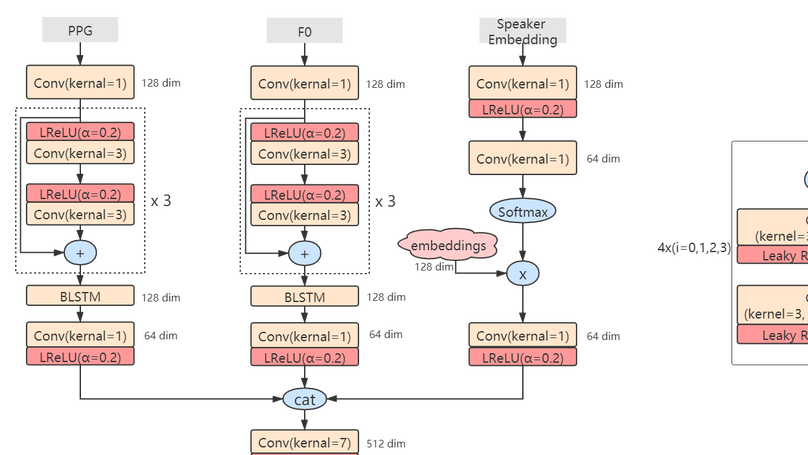 PPG
Conv(kernal=1)
128 dim
LReLU(α=0.2)
Conv(kernal=3)
LReLU(α=0.2)
Conv(kernal=3)
x 3
+
BLSTM
128 dim
Conv(kernal=1)
64 dim
LReLU(α=0.2)
F0
Conv(kernal=1)
128 dim
LReLU(α=0.2)
Conv(kernal=3)
LReLU(α=0.2)
Conv(kernal=3)
x 3
+
BLSTM
128 dim
Conv(kernal=1)
64 dim
LReLU(α=0.2)
Speaker
Embedding
Conv(kernal=1)
128 dim
LReLU(α=0.2)
Conv(kernal=1)
64 dim
Softmax
embeddings
128 dim
x
Conv(kernal=1)
64 dim
LReLU(α=0.2)
cat
Conv(kernal=7)
512 dim
4x(i=0,1,2,3)
(kernel=3
Leaky R
(kernel=3,
Leaky R